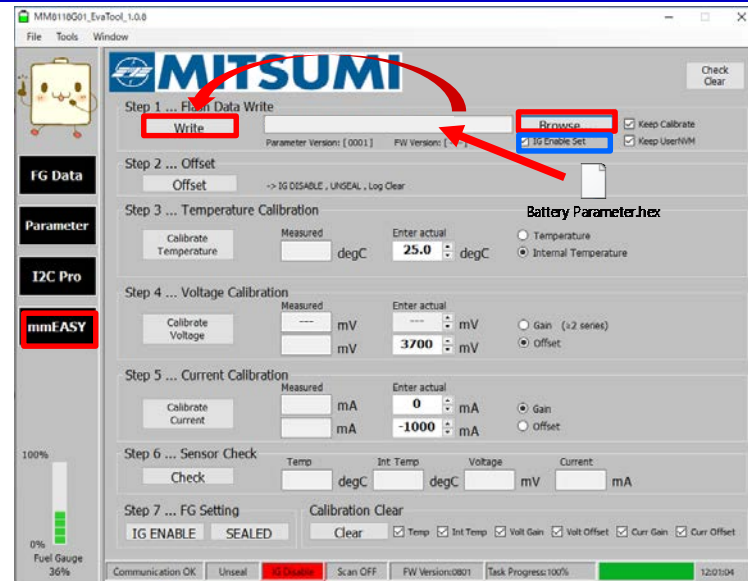 MM8118G01_EvaTool_1.0.8
File Tools Window
MITSUMI
Check Clear
Step 1 ... Flash Data Write
Write
Browse
Keep Calibrate
Parameter Version: [ 0001 ] FW Version: [ --- ]
IG Enable Set
Keep UserNVM
FG Data
Step 2 ... Offset
Offset
-> IG DISABLE , UNSEAL , Log Clear
Battery Parameter.hex
Parameter
Step 3 ... Temperature Calibration
Measured Enter actual
Calibrate Temperature
degC 25.0 degC
Temperature
Internal Temperature
I2C Pro
Step 4 ... Voltage Calibration
Measured Enter actual
mmEASY
Calibrate Voltage
--- mV --- mV
Gain (≥2 series)
mV 3700 mV
Offset
Step 5 ... Current Calibration
Measured Enter actual
Calibrate Current
mA 0 mA
Gain
mA -1000 mA
Offset
100%
Step 6 ... Sensor Check
Temp Int Temp Voltage Current
Check
degC degC mV mA
Step 7 ... FG Setting
Calibration Clear
IG ENABLE SEALED
Clear Temp Int Temp Volt Gain Volt Offset Curr Gain Curr Offset
0%
Fuel Gauge
36%
Communication OK Unseal IG Disable Scan OFF FW Version:0801 Task Progress:100% 12:01:04